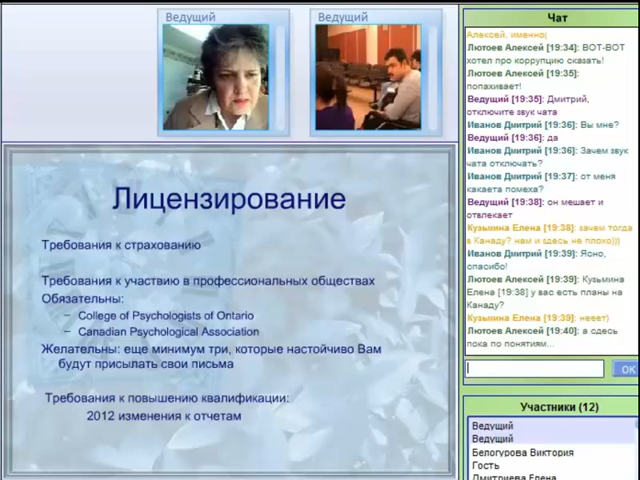 Ведущий
Ведущий
Лицензирование
Требования к страхованию
Требования к участию в профессиональных обществах
Обязательны:
– College of Psychologists of Ontario
– Canadian Psychological Association
Желательны: еще минимум три, которые настойчиво Вам
будут присылать свои письма
Требования к повышению квалификации:
2012 изменения к отчетам
Чат
Алексей, именно(
Лютоев Алексей [19:34]: ВОТ-ВОТ
хотел про коррупцию сказать!
Лютоев Алексей [19:35]:
попахивает!
Ведущий [19:35]: Дмитрий,
отключите звук чата
Иванов Дмитрий [19:36]: Вы мне?
Ведущий [19:36]: да
Иванов Дмитрий [19:36]: Зачем звук
чата отключать?
Иванов Дмитрий [19:37]: от меня
какаета помеха?
Ведущий [19:38]: он мешает и
отвлекает
Кузьмина Елена [19:38]: зачем тогда
в Канаду? нам и здесь не плохо)))
Иванов Дмитрий [19:39]: Ясно,
спасибо!
Лютоев Алексей [19:39]: Кузьмина
Елена [19:38] у вас есть планы на
Канаду?
Кузьмина Елена [19:39]: нееет)
Лютоев Алексей [19:40]: а здесь
пока по понятиям...
ОК
Участники (12)
Ведущий
Ведущий
Белогурова Виктория
Гость
Дмитриева Елена